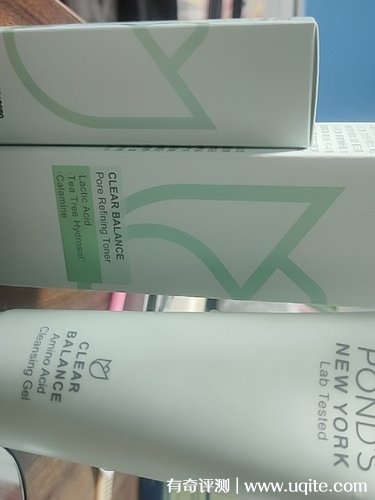 CLEAR BALANCE
Pore Refining Toner
·Lactic Acid
·Tea Tree Hydrosol
·Calamine
POND'S
NEW YORK
Lab Tested
CLEAR
BALANCE
Amino Acid
Cleansing Gel
有奇评测 | www.uqite.com